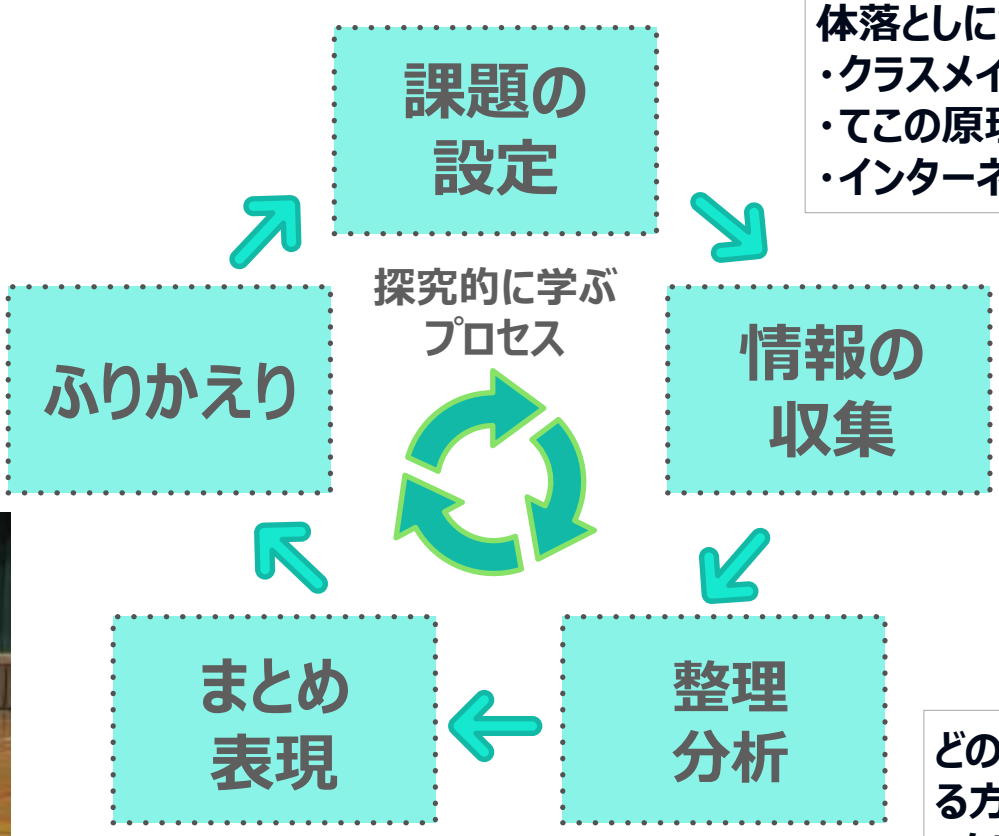 体落としに
・クラスメイ
・てこの原理
・インターネ
課題の
設定
探究的に学ぶ
プロセス
情報の
収集
ふりかえり
まとめ
表現
整理
分析
どの
る方